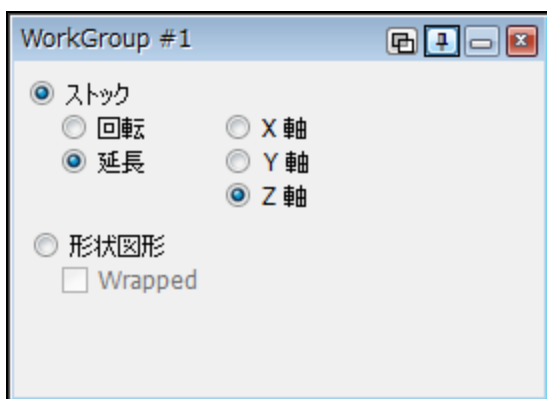 WorkGroup #1
ストック
回転 X 軸
延長 Y 軸
Z 軸
形状図形
Wrapped